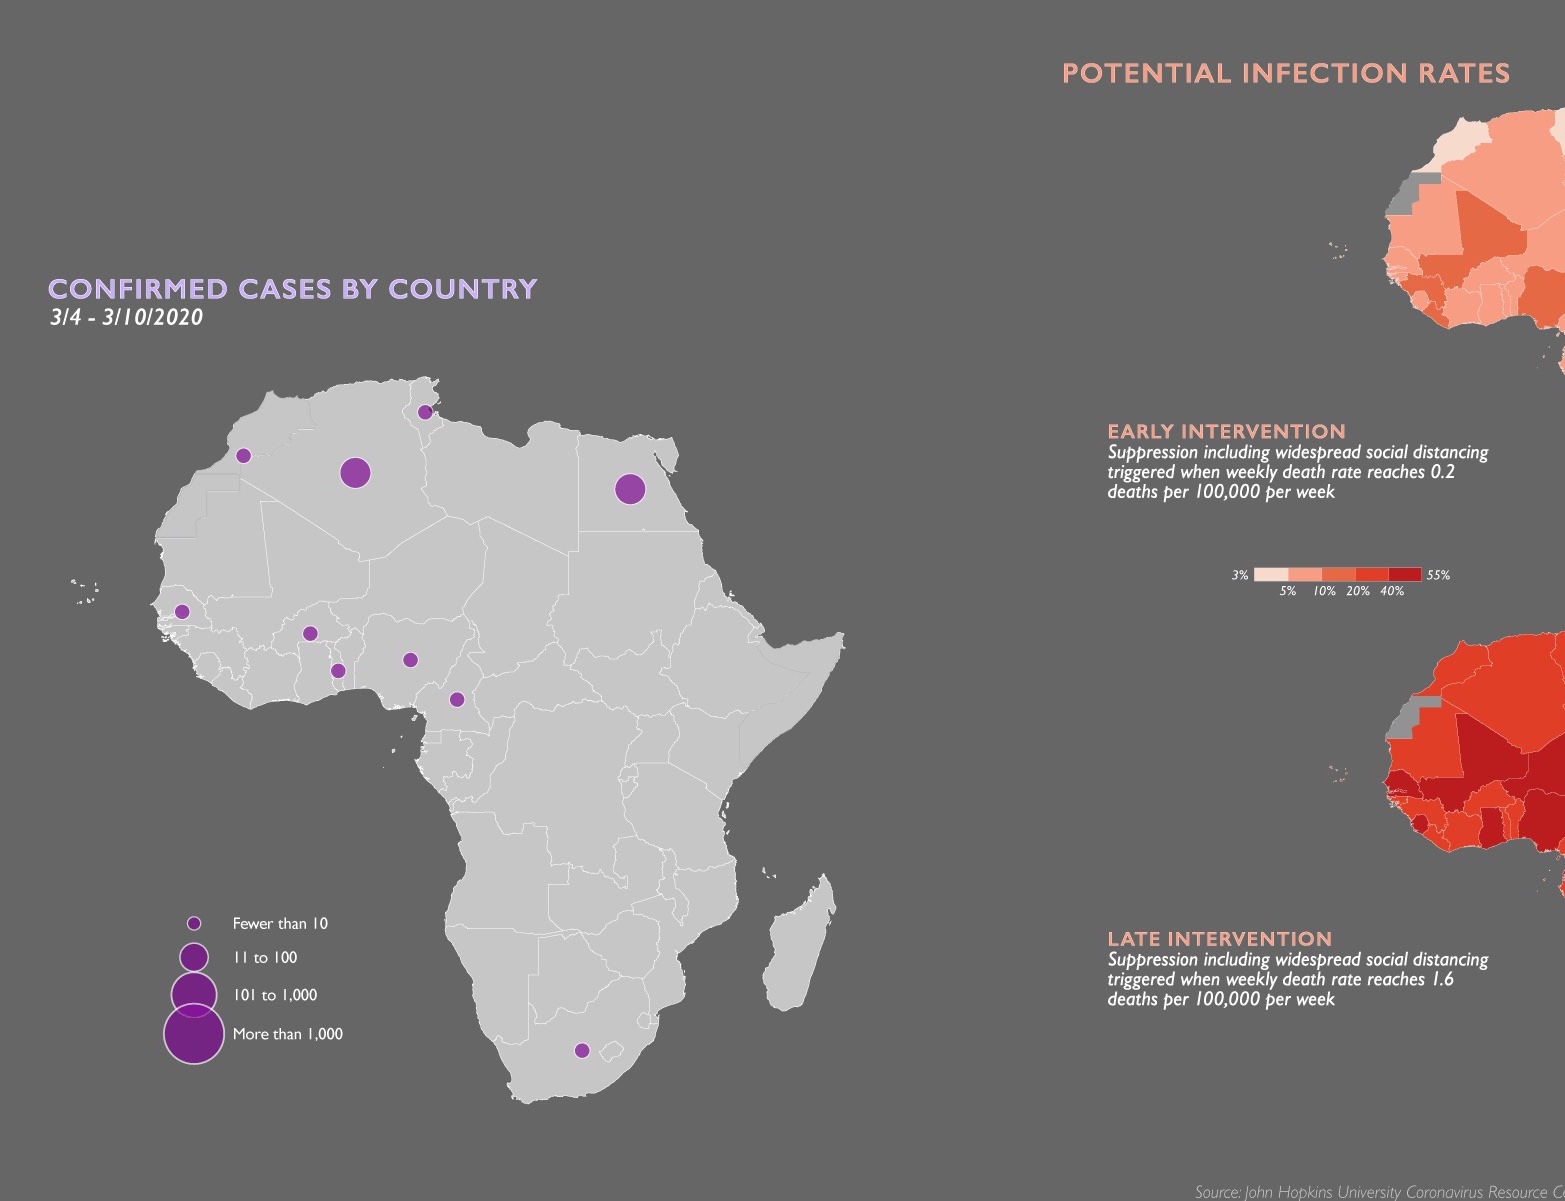 POTENTIAL INFECTION RATES
CONFIRMED CASES BY COUNTRY
3/4 - 3/10/2020
EARLY INTERVENTION
Suppression including widespread social distancing
triggered when weekly death rate reaches 0.2
deaths per 100,000 per week
3% 55%
5% 10% 20% 40%
Fewer than 10
11 to 100
101 to 1,000
More than 1,000
LATE INTERVENTION
Suppression including widespread social distancing
triggered when weekly death rate reaches 1.6
deaths per 100,000 per week
Source: John Hopkins University Coronavirus Resource